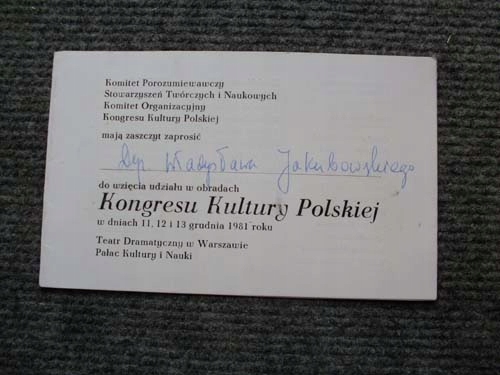 Komitet Porozumiewawczy
Stowarzyszeń Twórczych i Naukowych
Komitet Organizacyjny
Kongresu Kultury Polskiej
mają zaszczyt zaprosić
Dyr Władysława Jakubowskiego
do wzięcia udziału w obradach
Kongresu Kultury Polskiej
w dniach 11, 12 i 13 grudnia 1981 roku
Teatr Dramatyczny w Warszawie
Pałac Kultury i Nauki